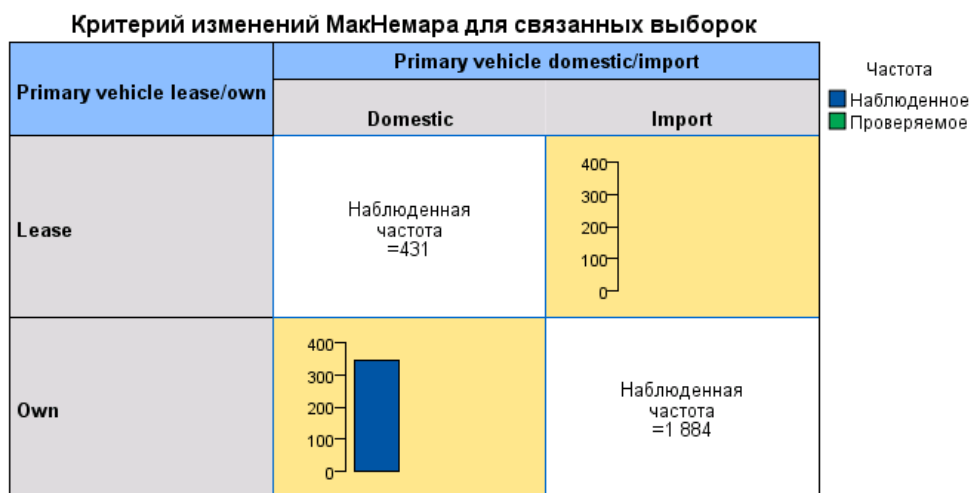 Критерий изменений МакНемара для связанных выборок
Primary vehicle lease/own
Primary vehicle domestic/import
Domestic
Import
Частота
Наблюденное
Проверяемое
Lease
Наблюденная
частота
=431
400
300
200
100
0
Own
400
300
200
100
0
Наблюденная
частота
=1 884